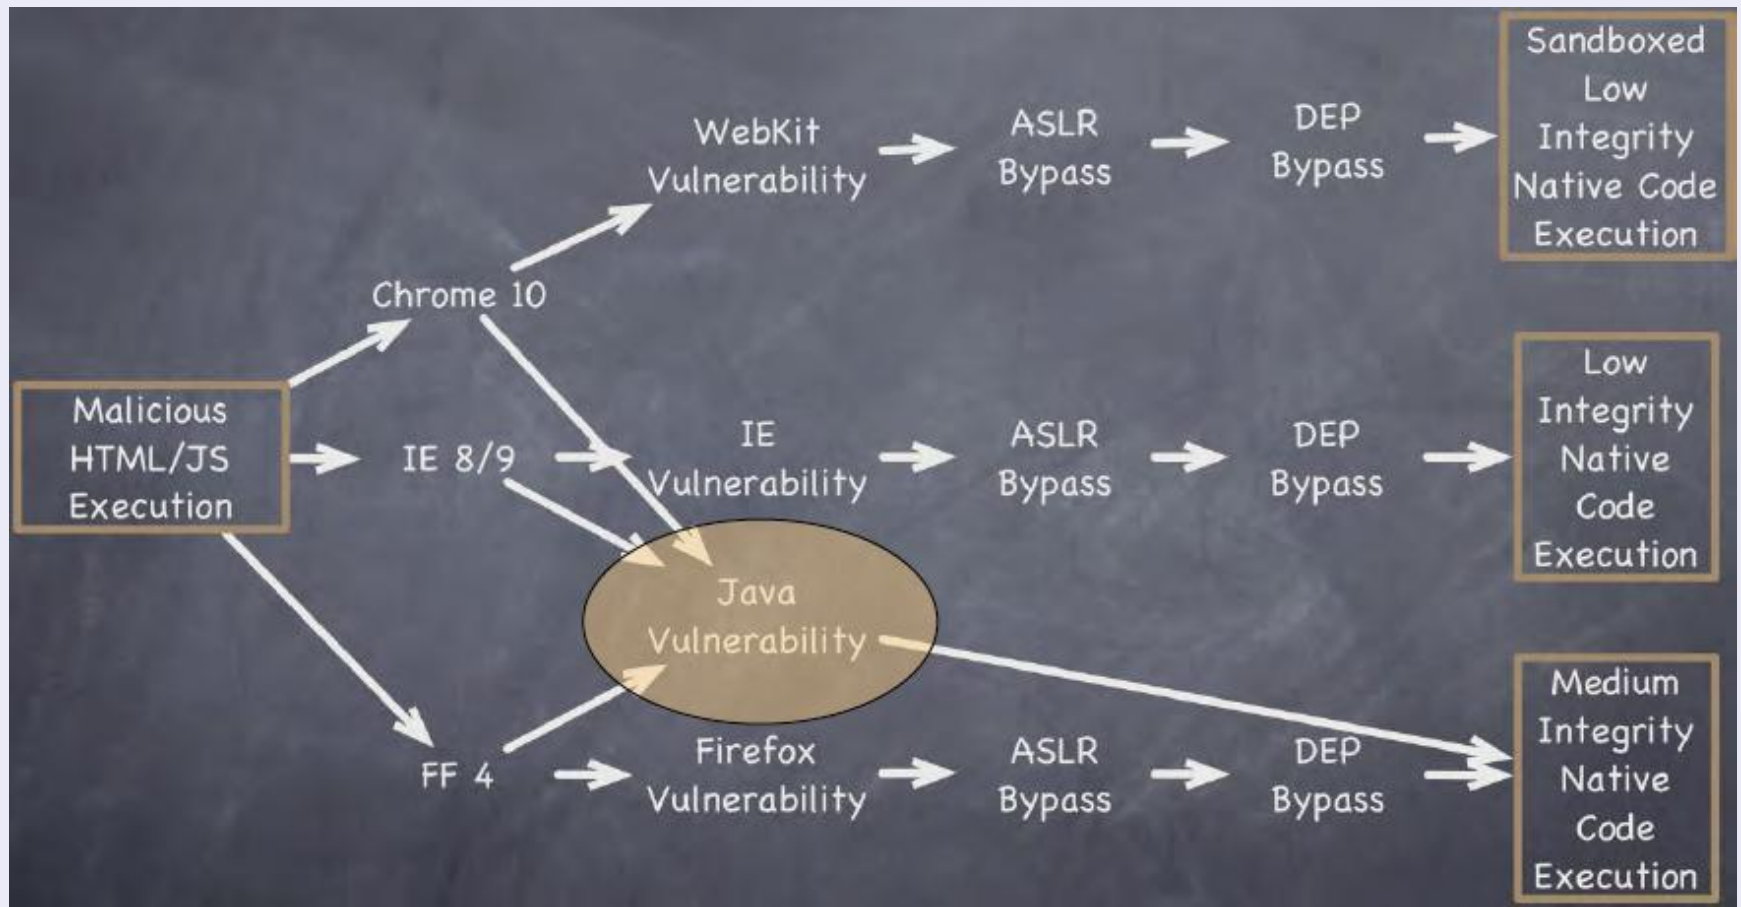 Sandboxed
Low
Integrity
Native Code
Execution
WebKit
Vulnerability
ASLR
Bypass
DEP
Bypass
Chrome 10
Malicious
HTML/JS
Execution
IE 8/9
IE
Vulnerability
ASLR
Bypass
DEP
Bypass
Low
Integrity
Native
Code
Execution
Java
Vulnerability
FF 4
Firefox
Vulnerability
ASLR
Bypass
DEP
Bypass
Medium
Integrity
Native
Code
Execution